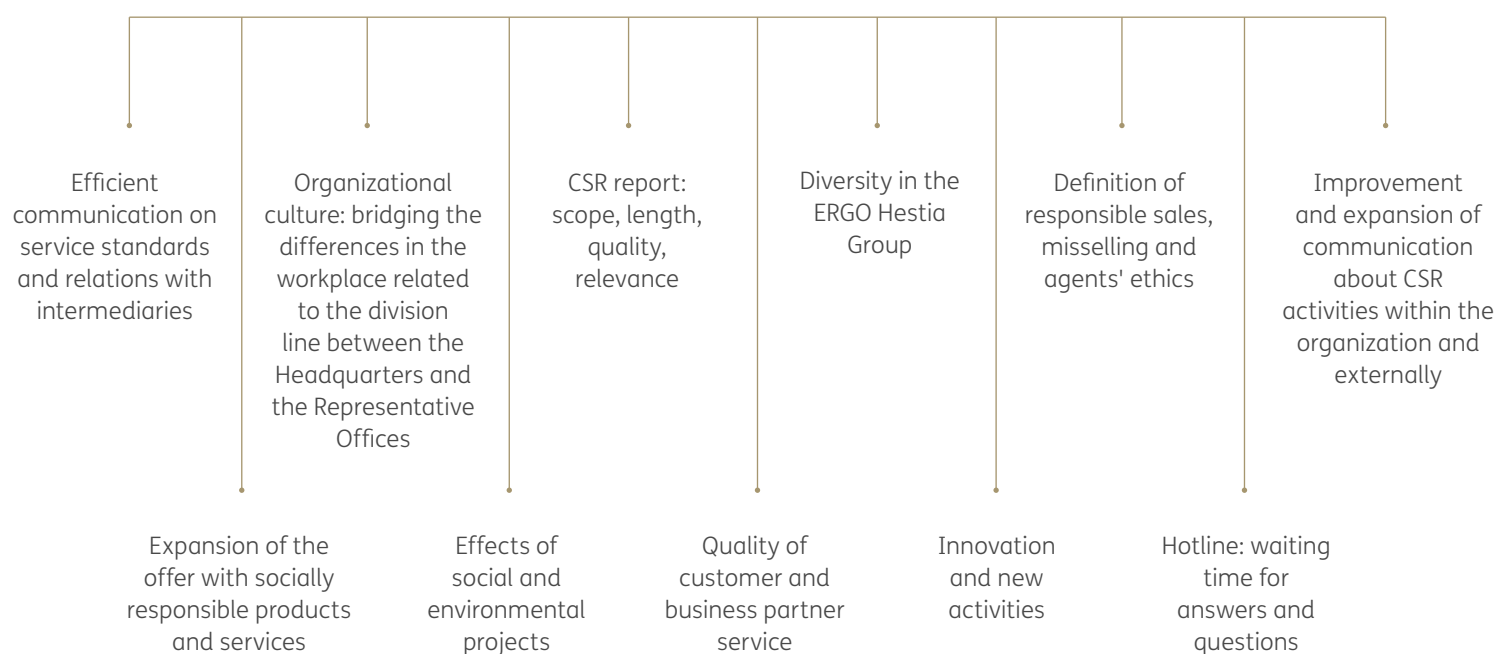 Efficient
communication on
service standards
and relations with
intermediaries
Organizational
culture: bridging the
differences in the
workplace related
to the division
line between the
Headquarters and
the Representative
Offices
CSR report:
scope, length,
quality,
relevance
Diversity in the
ERGO Hestia
Group
Definition of
responsible sales,
misselling and
agents' ethics
Improvement
and expansion of
communication
about CSR
activities within the
organization and
externally
Expansion of the
offer with socially
responsible products
and services
Effects of
social and
environmental
projects
Quality of
customer and
business partner
service
Innovation
and new
activities
Hotline: waiting
time for
answers and
questions